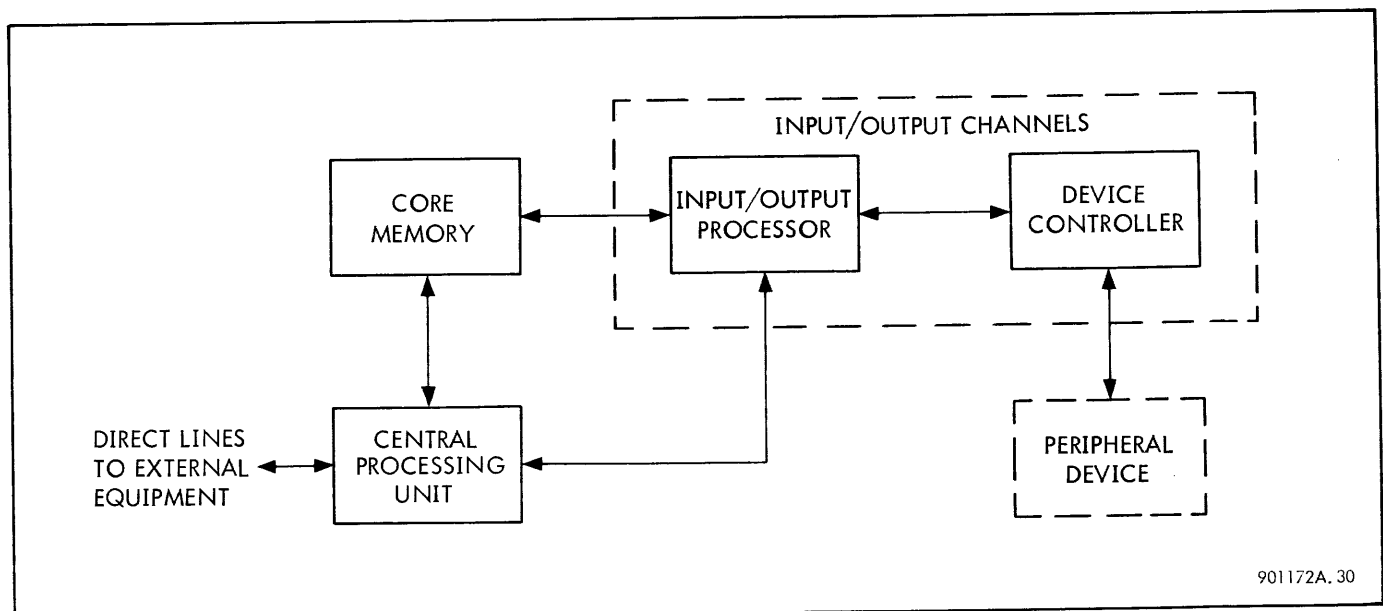 INPUT/OUTPUT CHANNELS
CORE
MEMORY
INPUT/OUTPUT
PROCESSOR
DEVICE
CONTROLLER
DIRECT LINES
TO EXTERNAL
EQUIPMENT
CENTRAL
PROCESSING
UNIT
PERIPHERAL
DEVICE
901172A.30